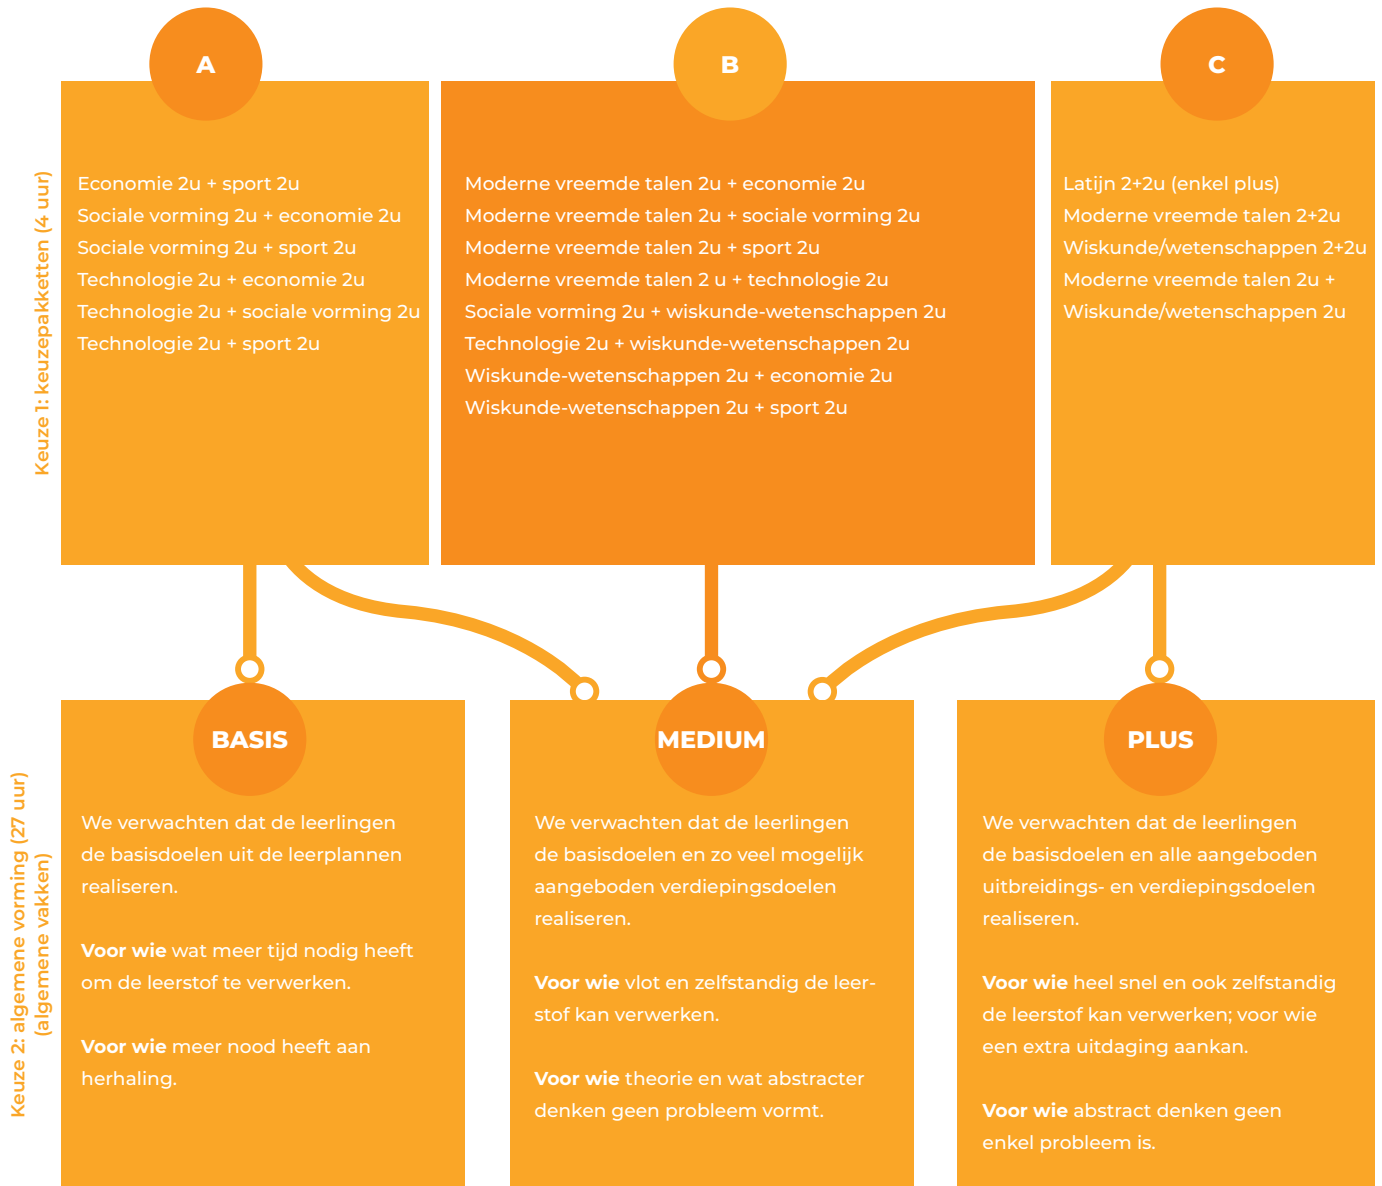 A
B
C
Keuze 1: keuzepakketten (4 uur)
Economie 2u + sport 2u
Sociale vorming 2u + economie 2u
Sociale vorming 2u + sport 2u
Technologie 2u + economie 2u
Technologie 2u + sociale vorming 2u
Technologie 2u + sport 2u
Moderne vreemde talen 2u + economie 2u
Moderne vreemde talen 2u + sociale vorming 2u
Moderne vreemde talen 2u + sport 2u
Moderne vreemde talen 2 u + technologie 2u
Sociale vorming 2u + wiskunde-wetenschappen 2u
Technologie 2u + wiskunde-wetenschappen 2u
Wiskunde-wetenschappen 2u + economie 2u
Wiskunde-wetenschappen 2u + sport 2u
Latijn 2+2u (enkel plus)
Moderne vreemde talen 2+2u
Wiskunde/wetenschappen 2+2u
Moderne vreemde talen 2u +
Wiskunde/wetenschappen 2u
Keuze 2: algemene vorming (27 uur)
(algemene vakken)
BASIS
We verwachten dat de leerlingen
de basisdoelen uit de leerplannen
realiseren.
Voor wie wat meer tijd nodig heeft
om de leerstof te verwerken.
Voor wie meer nood heeft aan
herhaling.
MEDIUM
We verwachten dat de leerlingen
de basisdoelen en zo veel mogelijk
aangeboden verdiepingsdoelen
realiseren.
Voor wie vlot en zelfstandig de leer-
stof kan verwerken.
Voor wie theorie en wat abstracter
denken geen probleem vormt.
PLUS
We verwachten dat de leerlingen
de basisdoelen en alle aangeboden
uitbreidings- en verdiepingsdoelen
realiseren.
Voor wie heel snel en ook zelfstandig
de leerstof kan verwerken; voor wie
een extra uitdaging aankan.
Voor wie abstract denken geen
enkel probleem is.